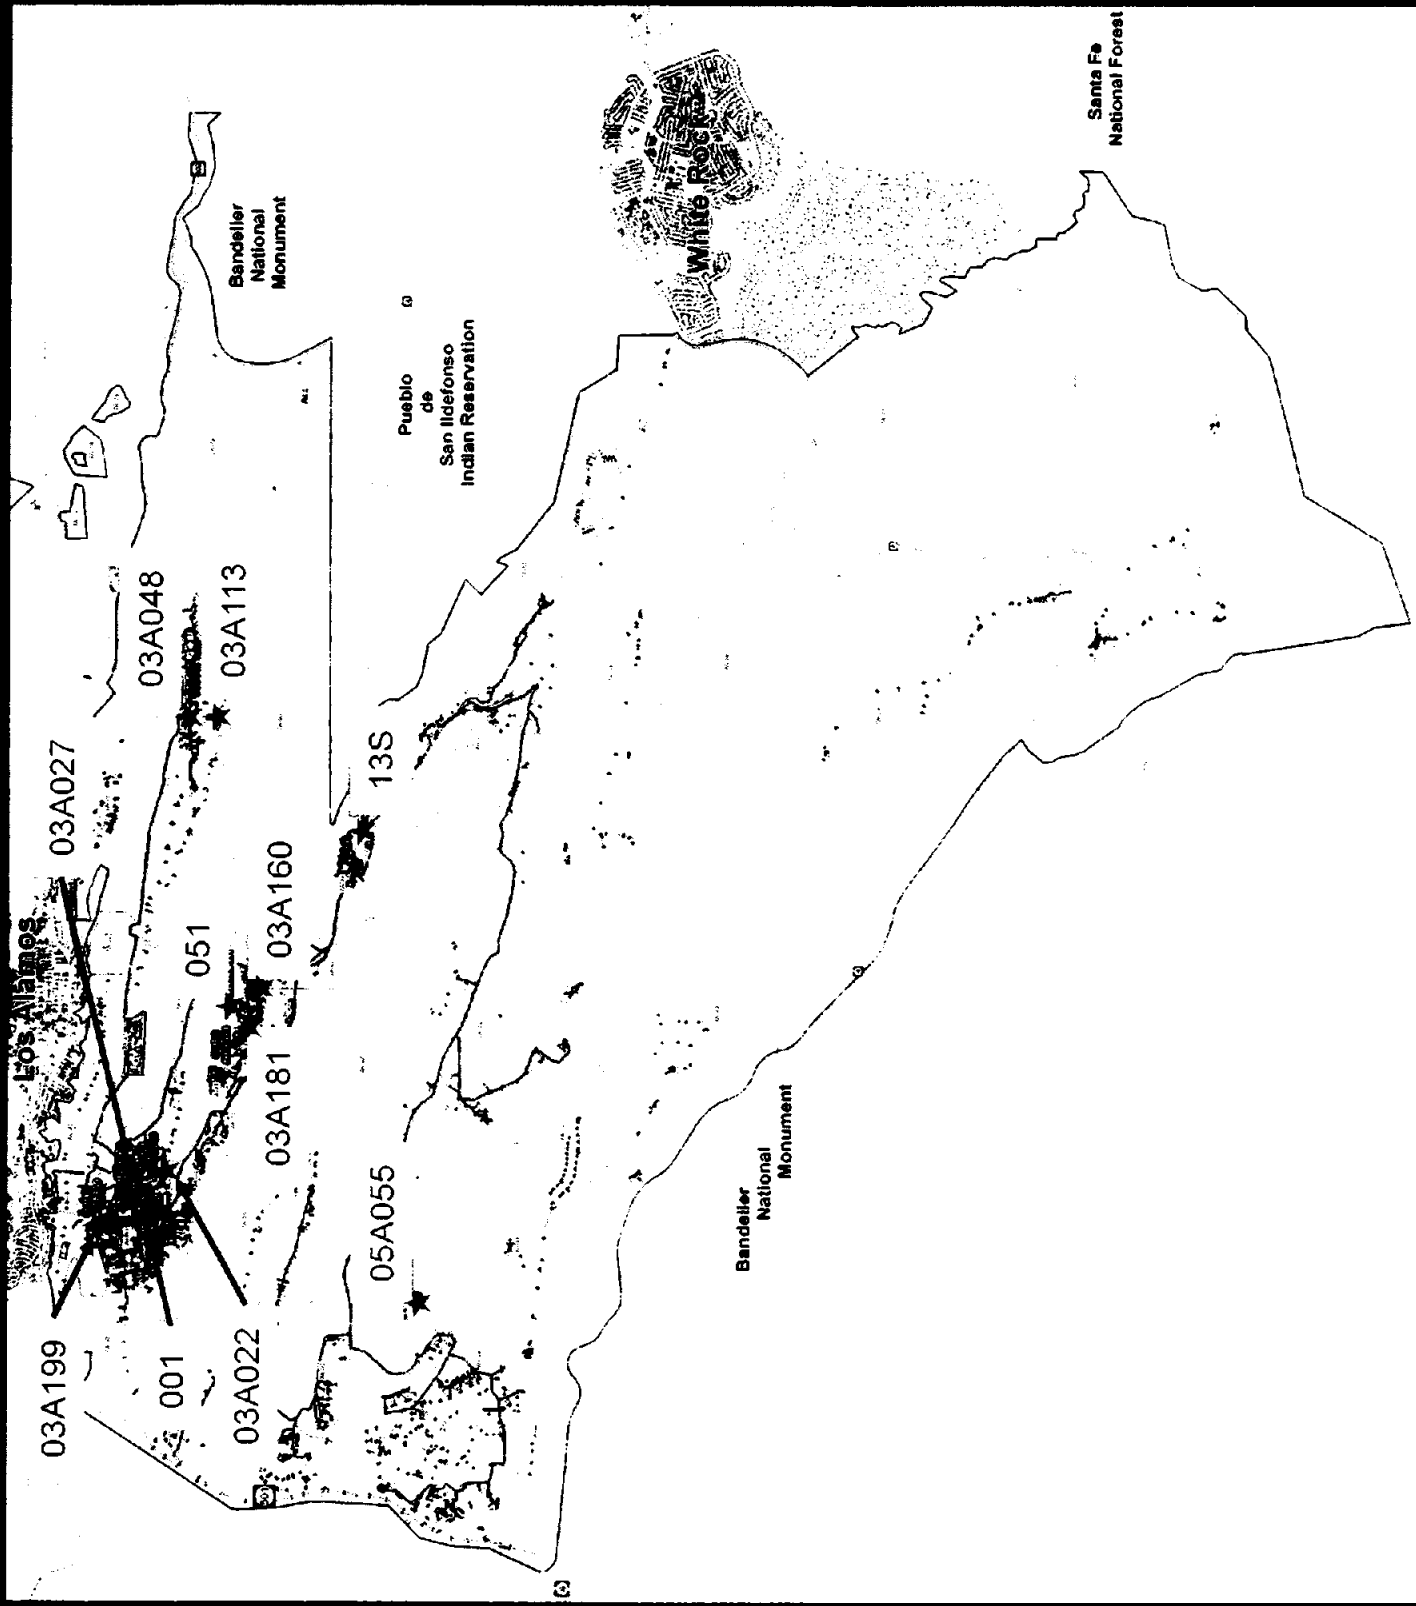 Los Alamos
03A027
03A048
03A113
03A199
001
03A022
051
03A160
03A181
13S
05A055
White Rock
Bandelier
National
Monument
Pueblo
de
San Ildefonso
Indian Reservation
Santa Fe
National Forest
Bandelier
National
Monument